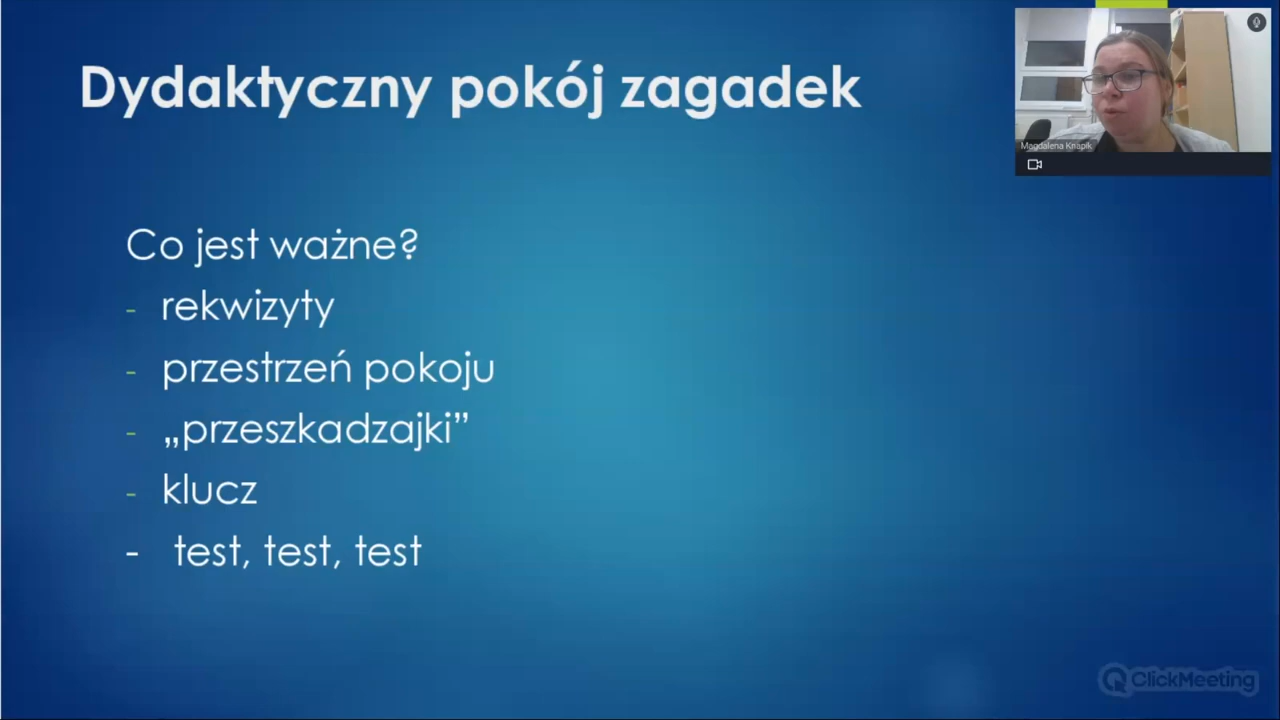 Dydaktyczny pokój zagadek
Magdalena Knapik
Co jest ważne?
- rekwizyty
- przestrzeń pokoju
- „przeszkadzajki”
- klucz
- test, test, test
ClickMeeting